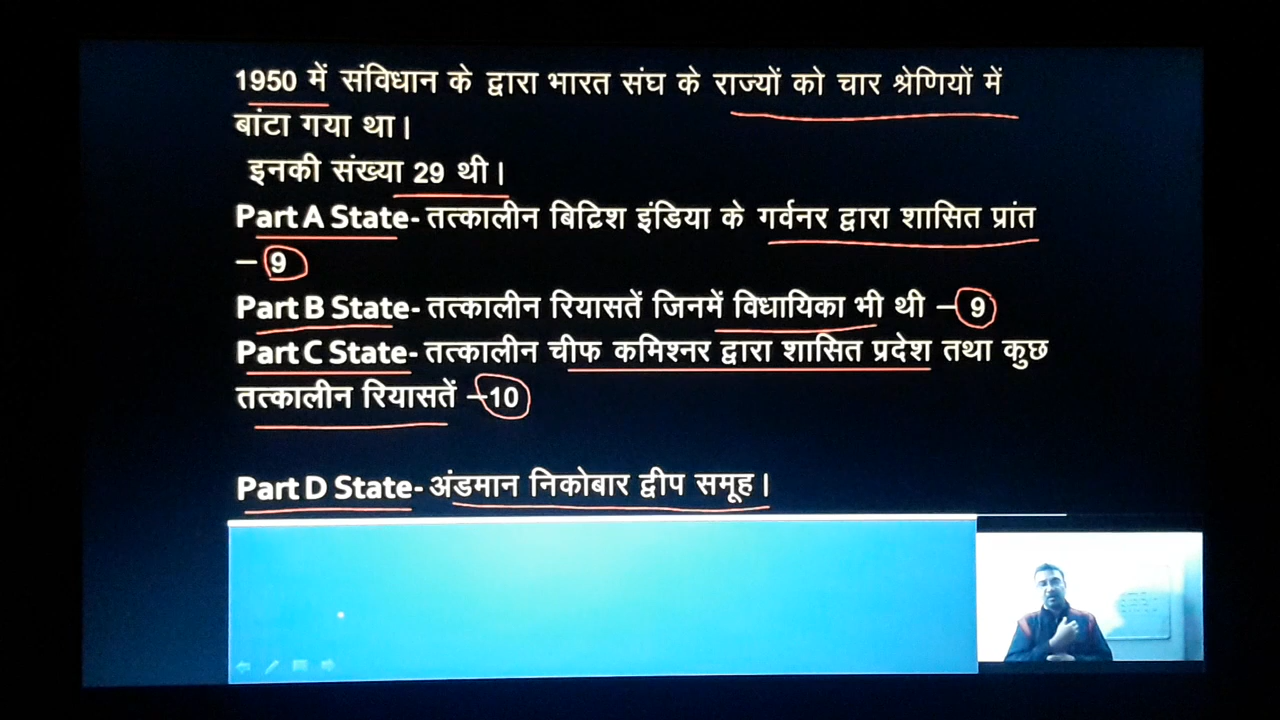 1950 में संविधान के द्वारा भारत संघ के राज्यों को चार श्रेणियों में
बांटा गया था।
इनकी संख्या 29 थी।
Part A State- तत्कालीन बिट्रिश इंडिया के गर्वनर द्वारा शासित प्रांत
– 9
Part B State- तत्कालीन रियासतें जिनमें विधायिका भी थी – 9
Part C State- तत्कालीन चीफ कमिश्नर द्वारा शासित प्रदेश तथा कुछ
तत्कालीन रियासतें –10
Part D State- अंडमान निकोबार द्वीप समूह।